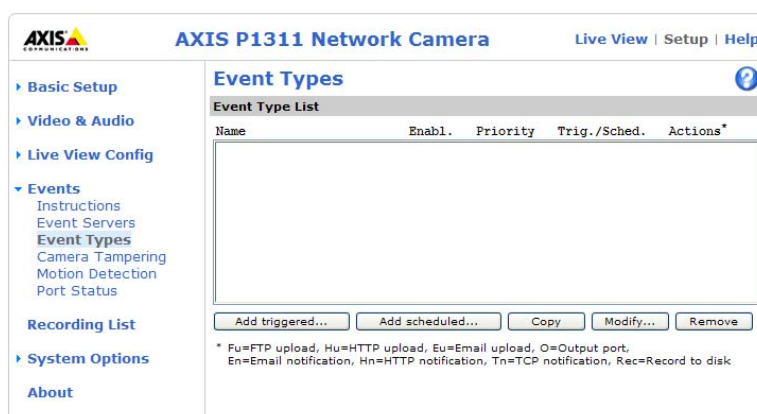 AXIS
COMMUNICATIONS
AXIS P1311 Network Camera
Live View | Setup | Help
Basic Setup
Video & Audio
Live View Config
Events
Instructions
Event Servers
Event Types
Camera Tampering
Motion Detection
Port Status
Recording List
System Options
About
Event Types
?
Event Type List
Name Enabl. Priority Trig./Sched. Actions*
Add triggered... Add scheduled... Copy Modify... Remove
* Fu=FTP upload, Hu=HTTP upload, Eu=Email upload, O=Output port,
En=Email notification, Hn=HTTP notification, Tn=TCP notification, Rec=Record to disk